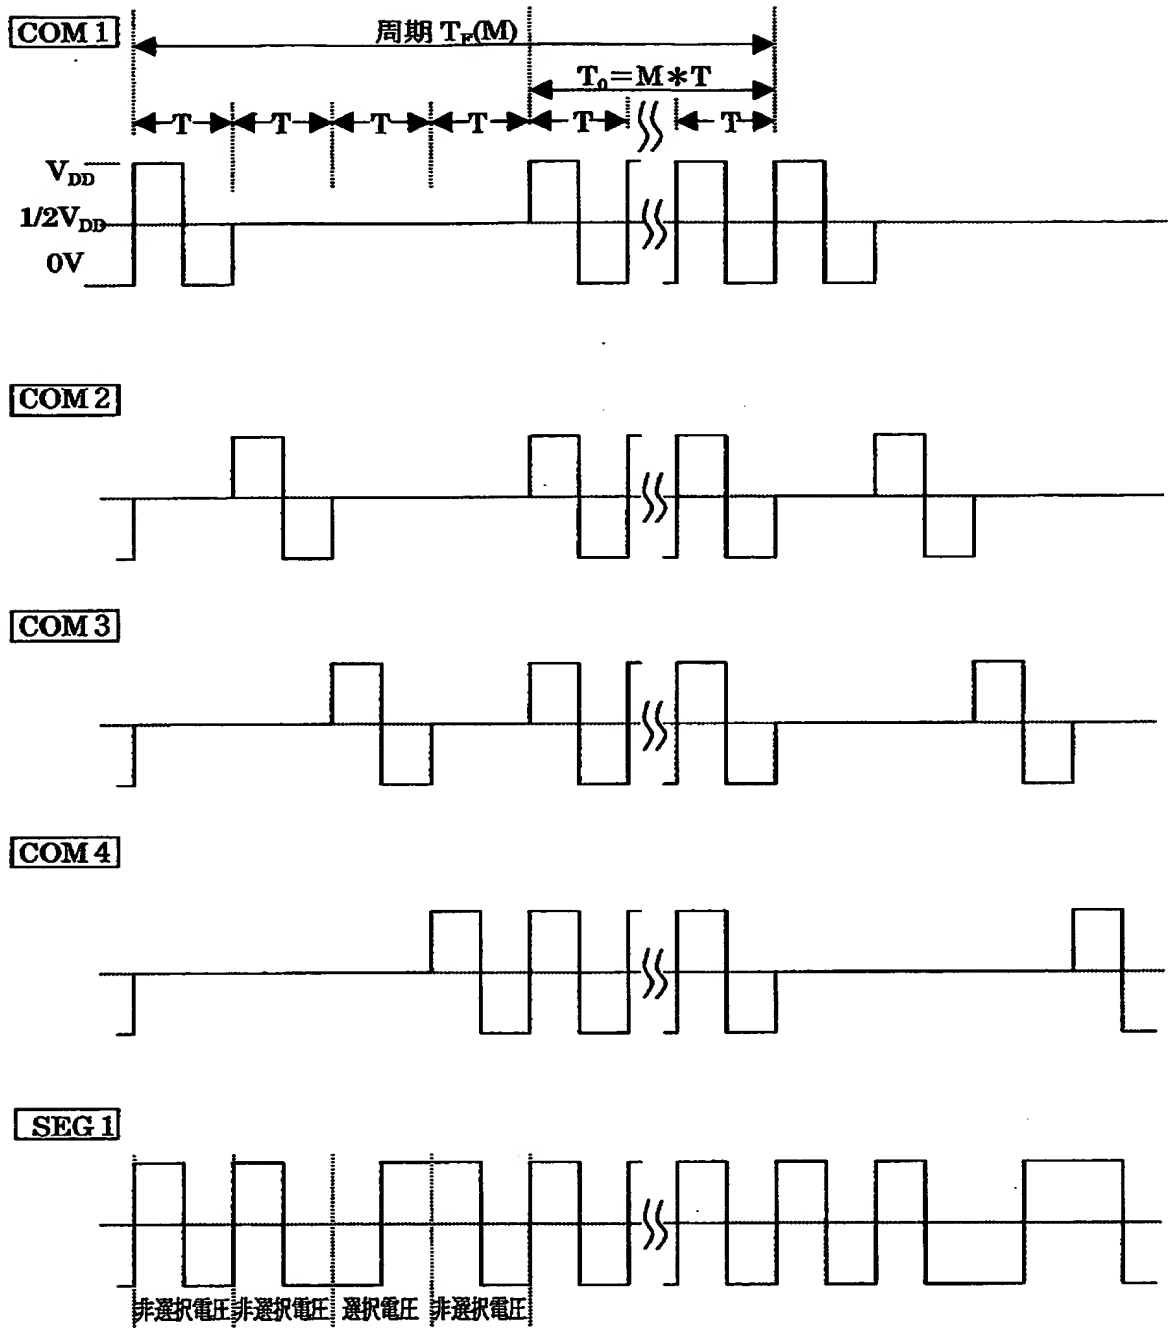 COM 1
周期 T_F(M)
T₀=M*T
T T T T T T
V_DD
1/2V_DD
0V
COM 2
COM 3
COM 4
SEG 1
非選択電圧 非選択電圧 選択電圧 非選択電圧